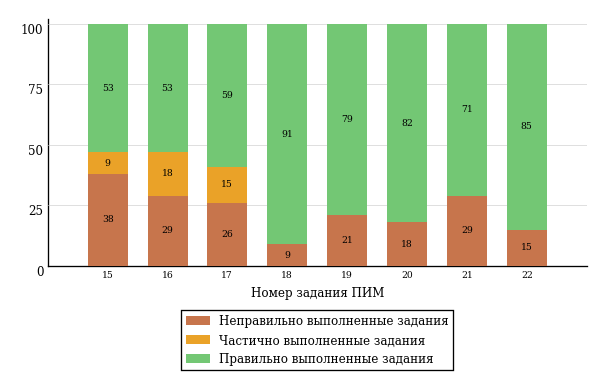 100
53 53 59 91 79 82 71 85
75
50
9 18 15
25
38 29 26 9 21 18 29 15
0
15 16 17 18 19 20 21 22
Номер задания ПИМ
Неправильно выполненные задания
Частично выполненные задания
Правильно выполненные задания